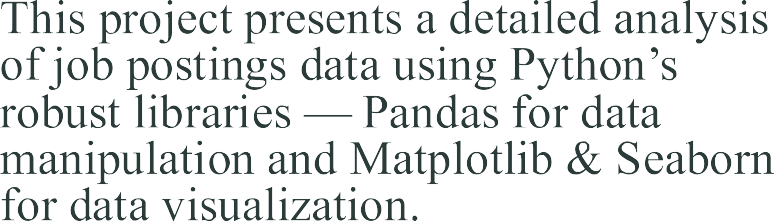 This project presents a detailed analysis
of job postings data using Python’s
robust libraries — Pandas for data
manipulation and Matplotlib & Seaborn
for data visualization.